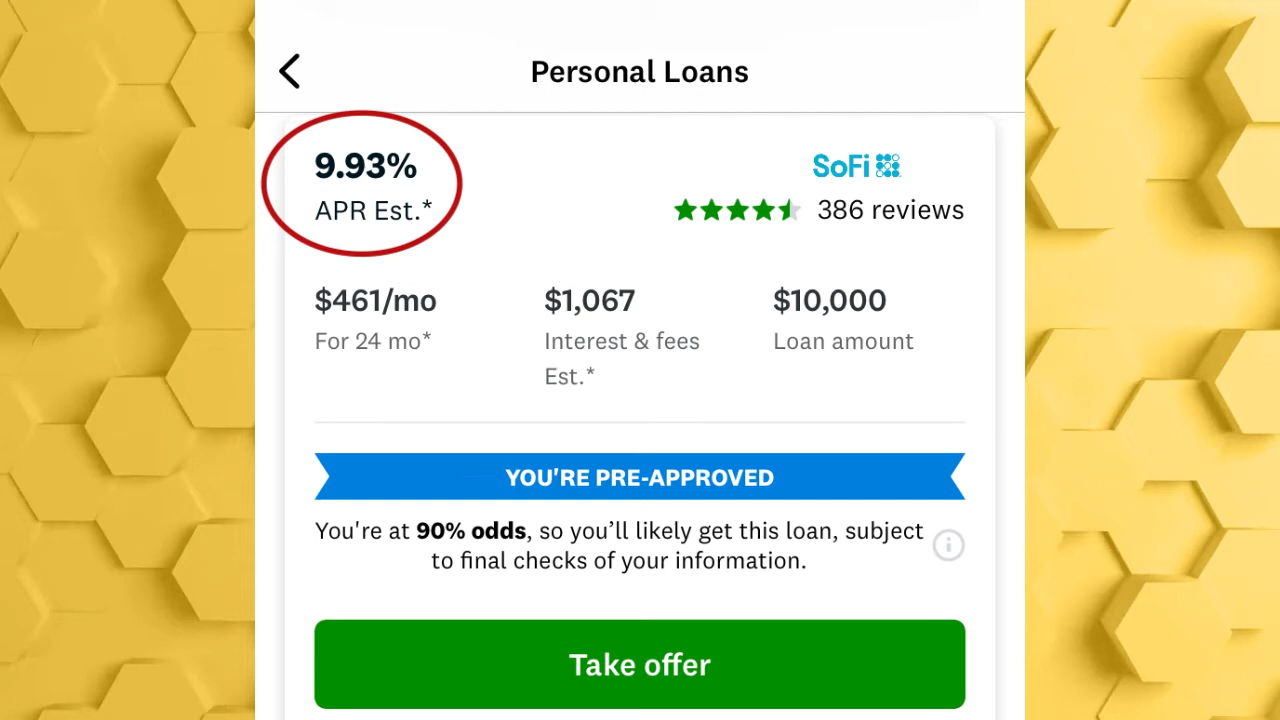 Personal Loans
9.93%
APR Est.*
SoFi
386 reviews
$461/mo
For 24 mo*
$1,067
Interest & fees
Est.*
$10,000
Loan amount
YOU'RE PRE-APPROVED
You're at 90% odds, so you’ll likely get this loan, subject
to final checks of your information.
Take offer